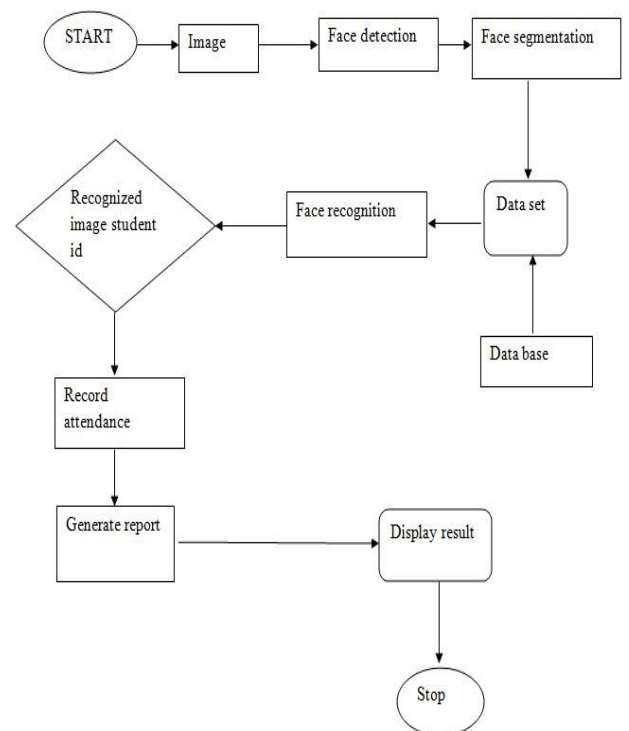 START
Image
Face detection
Face segmentation
Recognized
image student
id
Face recognition
Data set
Data base
Record
attendance
Generate report
Display result
Stop